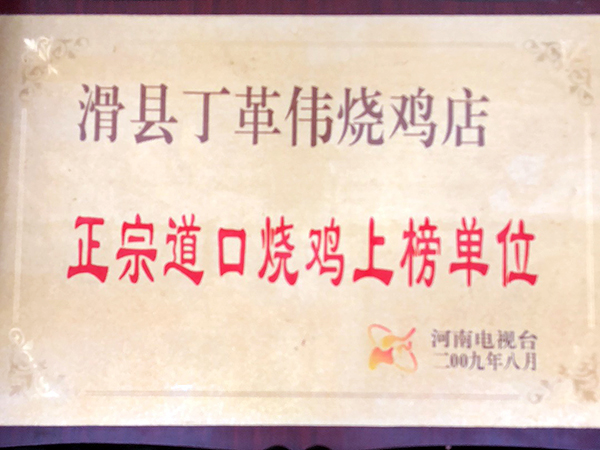 滑县丁革伟烧鸡店
正宗道口烧鸡上榜单位
河南电视台
二00九年八月